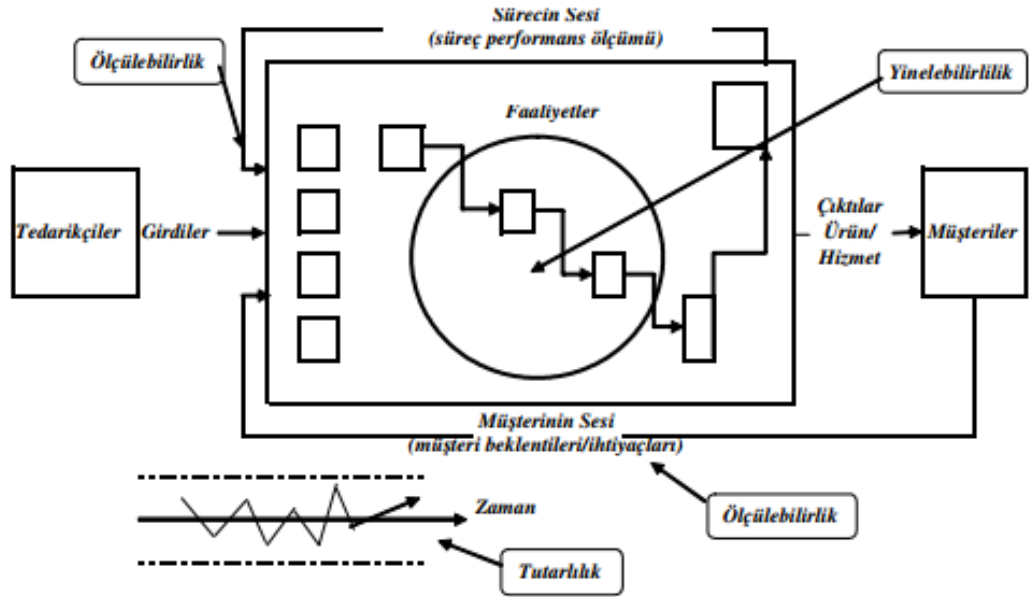 Sürecin Sesi
(süreç performans ölçümü)
Ölçülebilirlik
Yinelebirlilik
Faaliyetler
Tedarikçiler
Girdiler
Çıktılar
Ürün/
Hizmet
Müşteriler
Müşterinin Sesi
(müşteri beklentileri/ihtiyaçları)
Zaman
Ölçülebilirlik
Tutarlılık